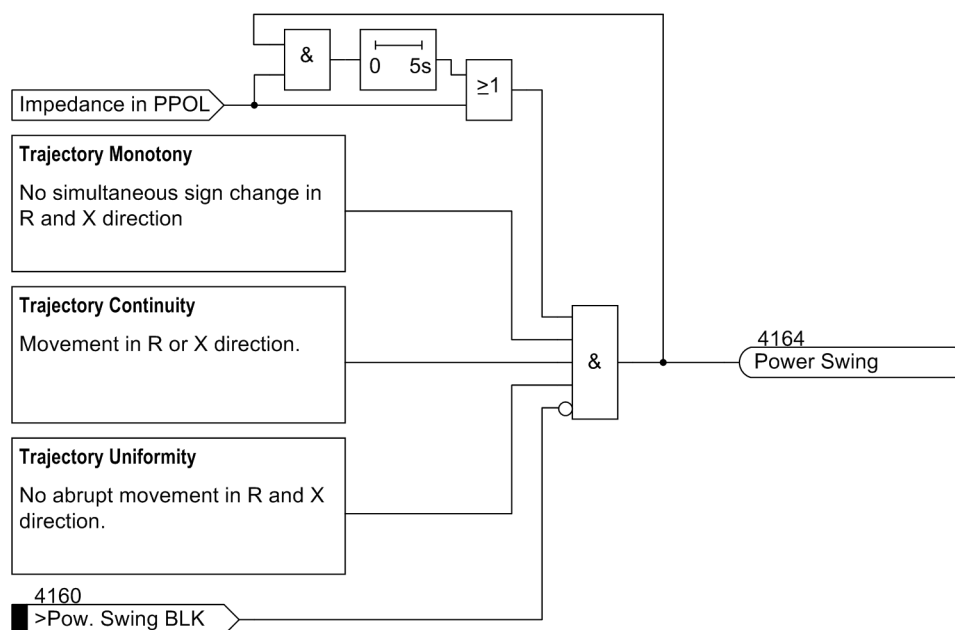 &
0 5s
≥1
Impedance in PPOL
Trajectory Monotony
No simultaneous sign change in
R and X direction
Trajectory Continuity
Movement in R or X direction.
&
4164
Power Swing
Trajectory Uniformity
No abrupt movement in R and X
direction.
4160
>Pow. Swing BLK